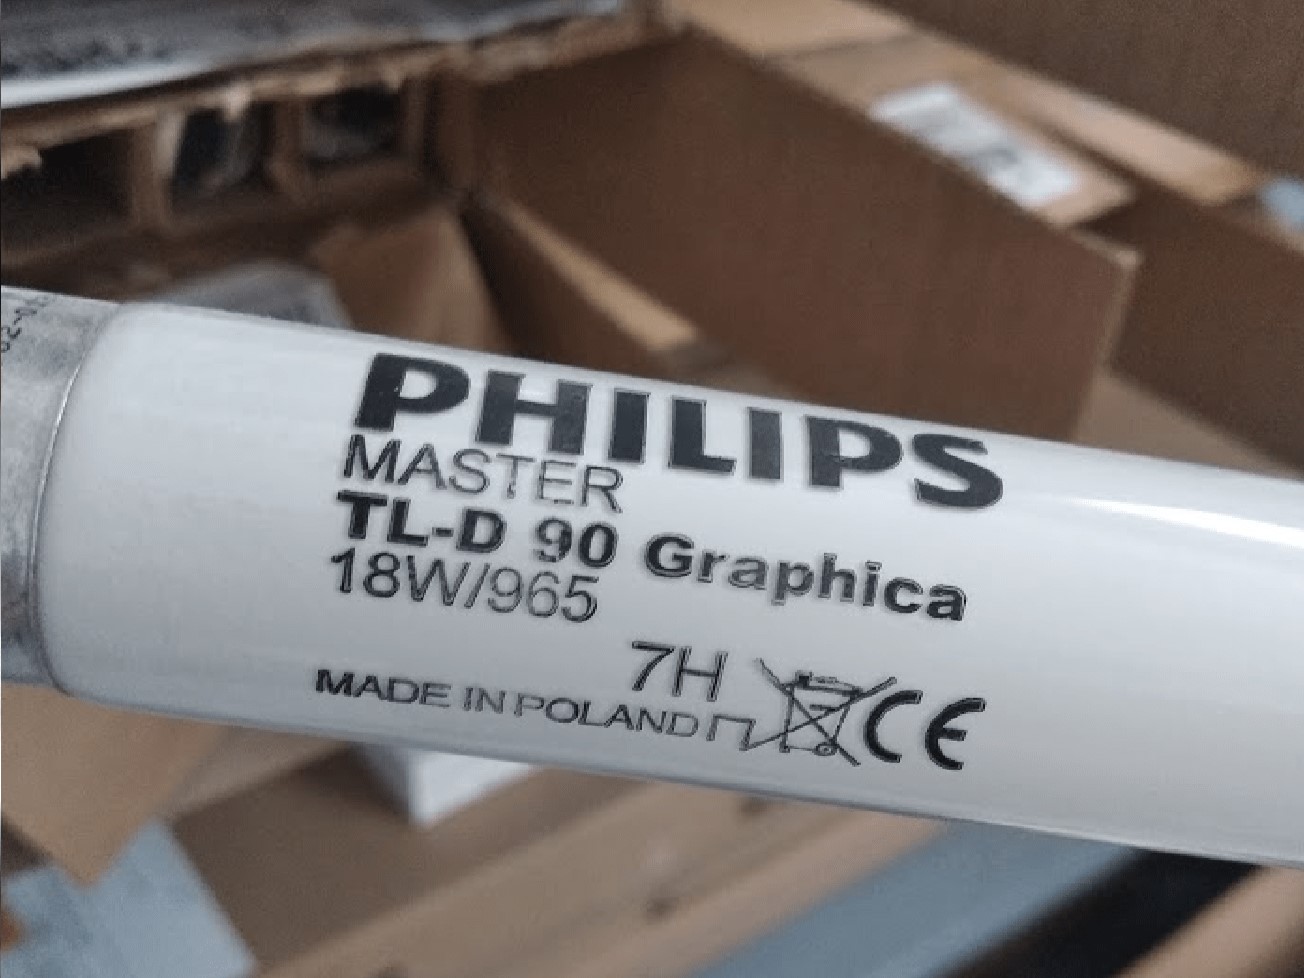 PHILIPS
MASTER
TL-D 90 Graphica
18W/965
7H
MADE IN POLAND CE